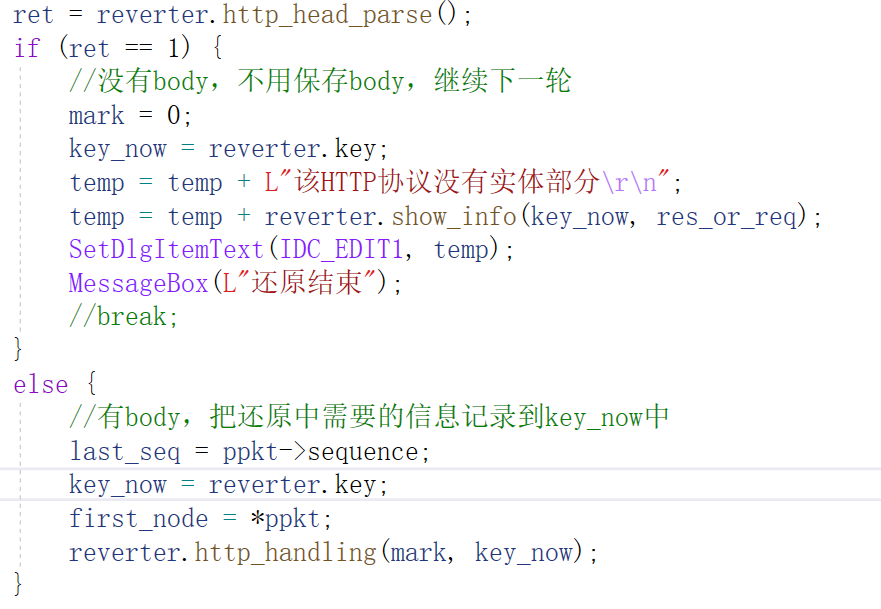 ret = reverter.http_head_parse();
if (ret == 1) {
    //没有body，不用保存body，继续下一轮
    mark = 0;
    key_now = reverter.key;
    temp = temp + L"该HTTP协议没有实体部分\r\n";
    temp = temp + reverter.show_info(key_now, res_or_req);
    SetDlgItemText(IDC_EDIT1, temp);
    MessageBox(L"还原结束");
    //break;
}
else {
    //有body，把还原中需要的信息记录到key_now中
    last_seq = ppkt->sequence;
    key_now = reverter.key;
    first_node = *ppkt;
    reverter.http_handling(mark, key_now);
}